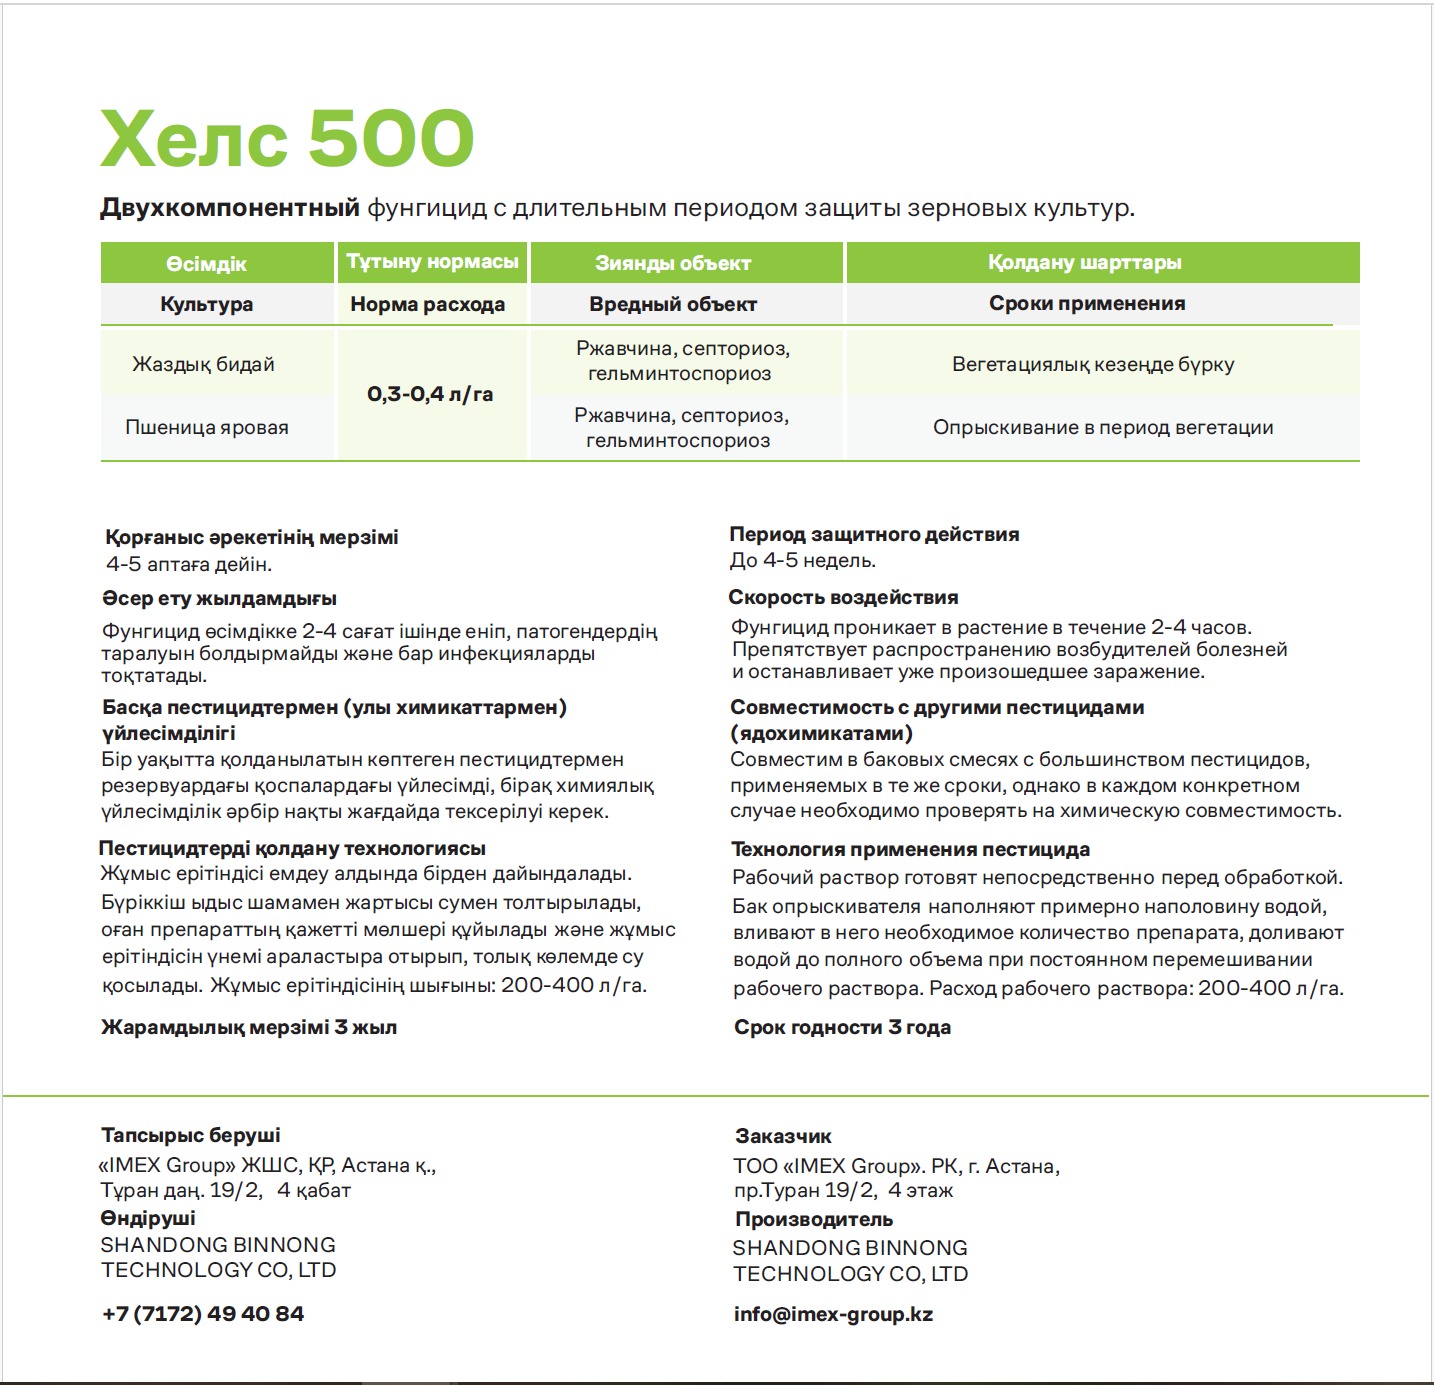 Хелс 500
Двухкомпонентный фунгицид с длительным периодом защиты зерновых культур.
Өсімдік
Тұтыну нормасы
Зиянды объект
Қолдану шарттары
Культура
Норма расхода
Вредный объект
Сроки применения
Жаздық бидай
0,3-0,4 л/га
Ржавчина, септориоз,
гельминтоспориоз
Вегетациялық кезеңде бүрку
Пшеница яровая
Ржавчина, септориоз,
гельминтоспориоз
Опрыскивание в период вегетации
Қорғаныс әрекетінің мерзімі
4-5 аптаға дейін.
Әсер ету жылдамдығы
Фунгицид өсімдікке 2-4 сағат ішінде еніп, патогендердің
таралуын болдырмайды және бар инфекцияларды
тоқтатады.
Басқа пестицидтермен (улы химикаттармен)
үйлесімділігі
Бір уақытта қолданылатын көптеген пестицидтермен
резервуардағы қоспалардағы үйлесімді, бірақ химиялық
үйлесімділік әрбір нақты жағдайда тексерілуі керек.
Пестицидтерді қолдану технологиясы
Жұмыс ерітіндісі емдеу алдында бірден дайындалады.
Бүріккіш ыдыс шамамен жартысы сумен толтырылады,
оған препараттың қажетті мөлшері құйылады және жұмыс
ерітіндісін үнемі араластыра отырып, толық көлемде су
қосылады. Жұмыс ерітіндісінің шығыны: 200-400 л/га.
Жарамдылық мерзімі 3 жыл
Период защитного действия
До 4-5 недель.
Скорость воздействия
Фунгицид проникает в растение в течение 2-4 часов.
Препятствует распространению возбудителей болезней
и останавливает уже произошедшее заражение.
Совместимость с другими пестицидами
(ядохимикатами)
Совместим в баковых смесях с большинством пестицидов,
применяемых в те же сроки, однако в каждом конкретном
случае необходимо проверять на химическую совместимость.
Технология применения пестицида
Рабочий раствор готовят непосредственно перед обработкой.
Бак опрыскивателя наполняют примерно наполовину водой,
вливают в него необходимое количество препарата, доливают
водой до полного объема при постоянном перемешивании
рабочего раствора. Расход рабочего раствора: 200-400 л/га.
Срок годности 3 года
Тапсырыс беруші
«IMEX Group» ЖШС, ҚР, Астана қ.,
Тұран даң. 19/2, 4 қабат
Өндіруші
SHANDONG BINNONG
TECHNOLOGY CO, LTD
+7 (7172) 49 40 84
Заказчик
ТОО «IMEX Group». РК, г. Астана,
пр.Туран 19/2, 4 этаж
Производитель
SHANDONG BINNONG
TECHNOLOGY CO, LTD
info@imex-group.kz